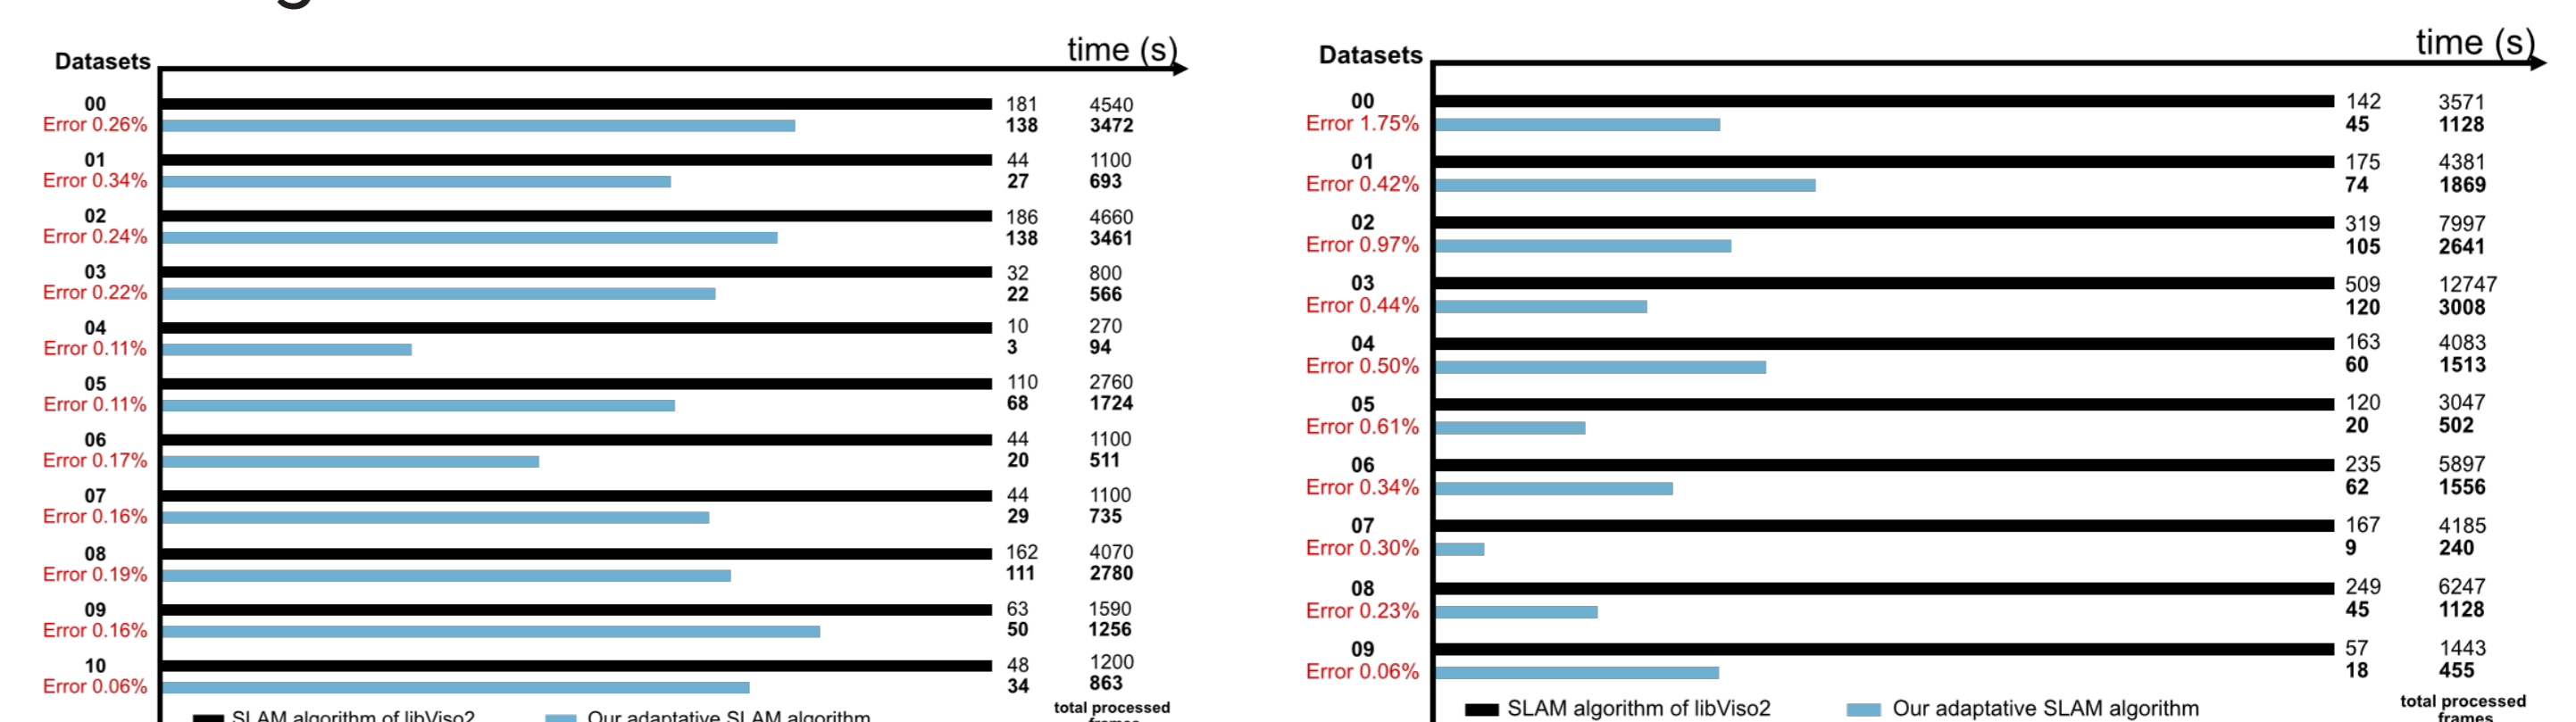 time (s)
Datasets
00 181 4540
Error 0.26% 138 3472
01 44 1100
Error 0.34% 27 693
02 186 4660
Error 0.24% 138 3461
03 32 800
Error 0.22% 22 566
04 10 270
Error 0.11% 3 94
05 110 2760
Error 0.11% 68 1724
06 44 1100
Error 0.17% 20 511
07 44 1100
Error 0.16% 29 735
08 162 4070
Error 0.19% 111 2780
09 63 1590
Error 0.16% 50 1256
10 48 1200
Error 0.06% 34 863
total processed
frames
SLAM algorithm of libViso2 Our adaptative SLAM algorithm
time (s)
Datasets
00 142 3571
Error 1.75% 45 1128
01 175 4381
Error 0.42% 74 1869
02 319 7997
Error 0.97% 105 2641
03 509 12747
Error 0.44% 120 3008
04 163 4083
Error 0.50% 60 1513
05 120 3047
Error 0.61% 20 502
06 235 5897
Error 0.34% 62 1556
07 167 4185
Error 0.30% 9 240
08 249 6247
Error 0.23% 45 1128
09 57 1443
Error 0.06% 18 455
total processed
frames
SLAM algorithm of libViso2 Our adaptative SLAM algorithm